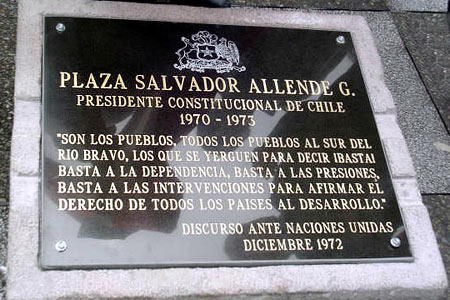 PLAZA SALVADOR ALLENDE G.
PRESIDENTE CONSTITUCIONAL DE CHILE
1970 - 1973
"SON LOS PUEBLOS, TODOS LOS PUEBLOS AL SUR DEL
RIO BRAVO, LOS QUE SE YERGUEN PARA DECIR ¡BASTA!
BASTA A LA DEPENDENCIA, BASTA A LAS PRESIONES,
BASTA A LAS INTERVENCIONES PARA AFIRMAR EL
DERECHO DE TODOS LOS PAISES AL DESARROLLO."
DISCURSO ANTE NACIONES UNIDAS
DICIEMBRE 1972